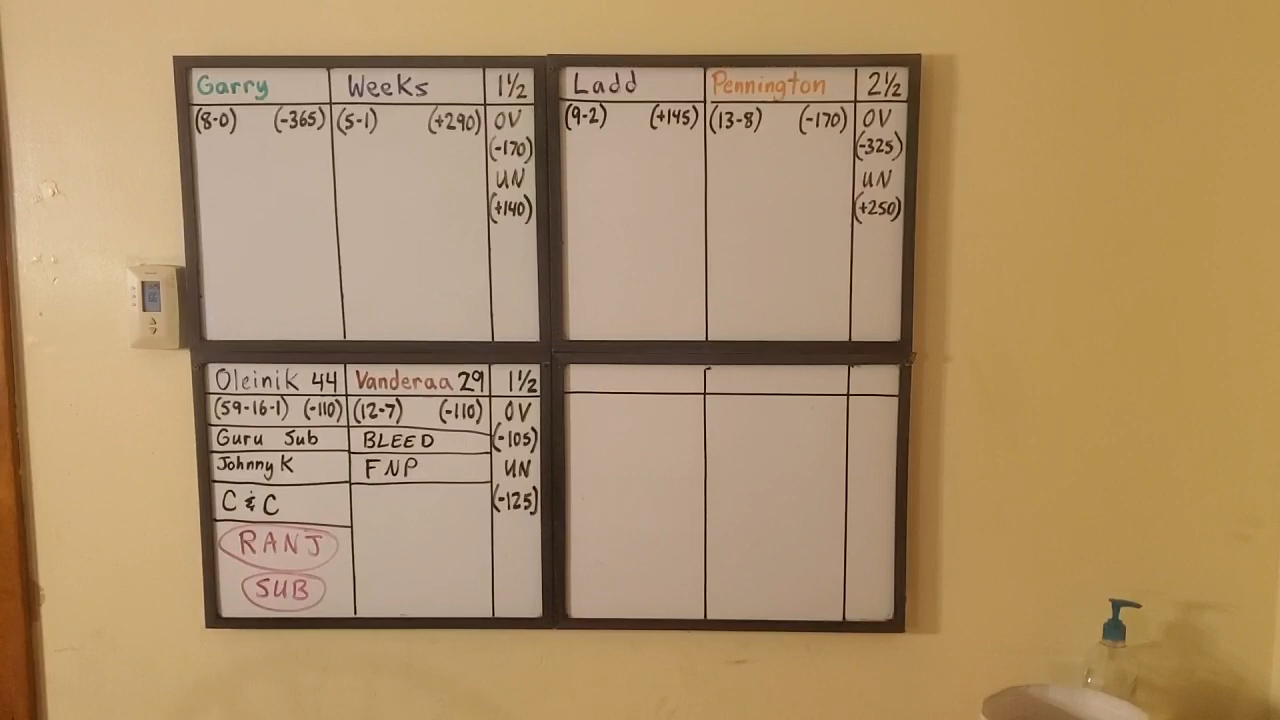 Garry Weeks 1½
(8-0) (-365) (5-1) (+290) OV
(-170)
UN
(+140)
Ladd Pennington 2½
(9-2) (+145) (13-8) (-170) OV
(-325)
UN
(+250)
Oleinik 44 Vanderaa 29 1½
(59-16-1) (-110) (12-7) (-110) OV
Guru Sub BLEED (-105)
Johnny K FNP UN
C & C (-125)
RANJ
SUB